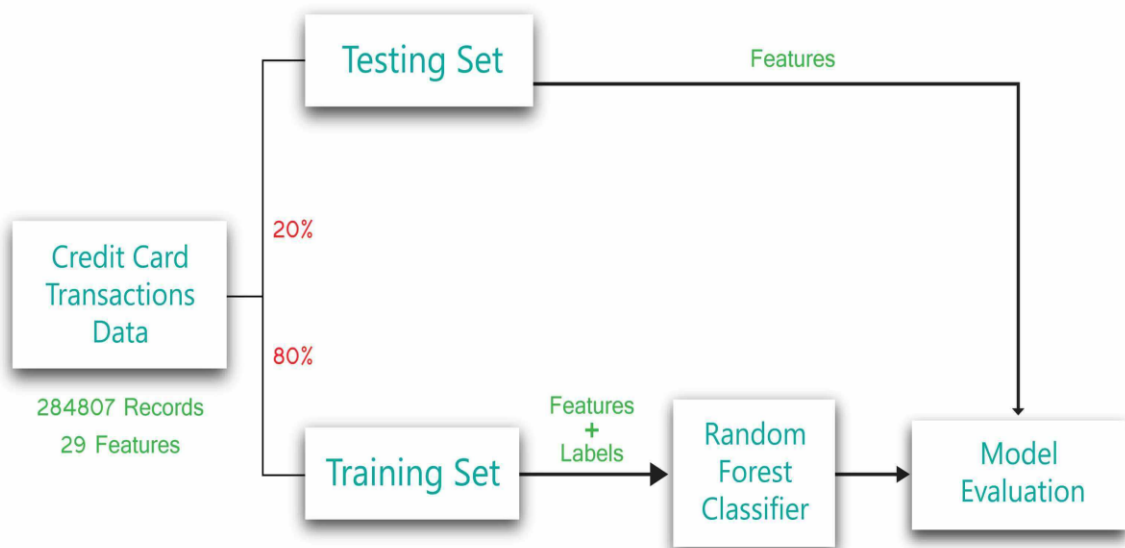 Testing Set
Features
20%
Credit Card
Transactions
Data
80%
284807 Records
29 Features
Training Set
Features
+
Labels
Random
Forest
Classifier
Model
Evaluation